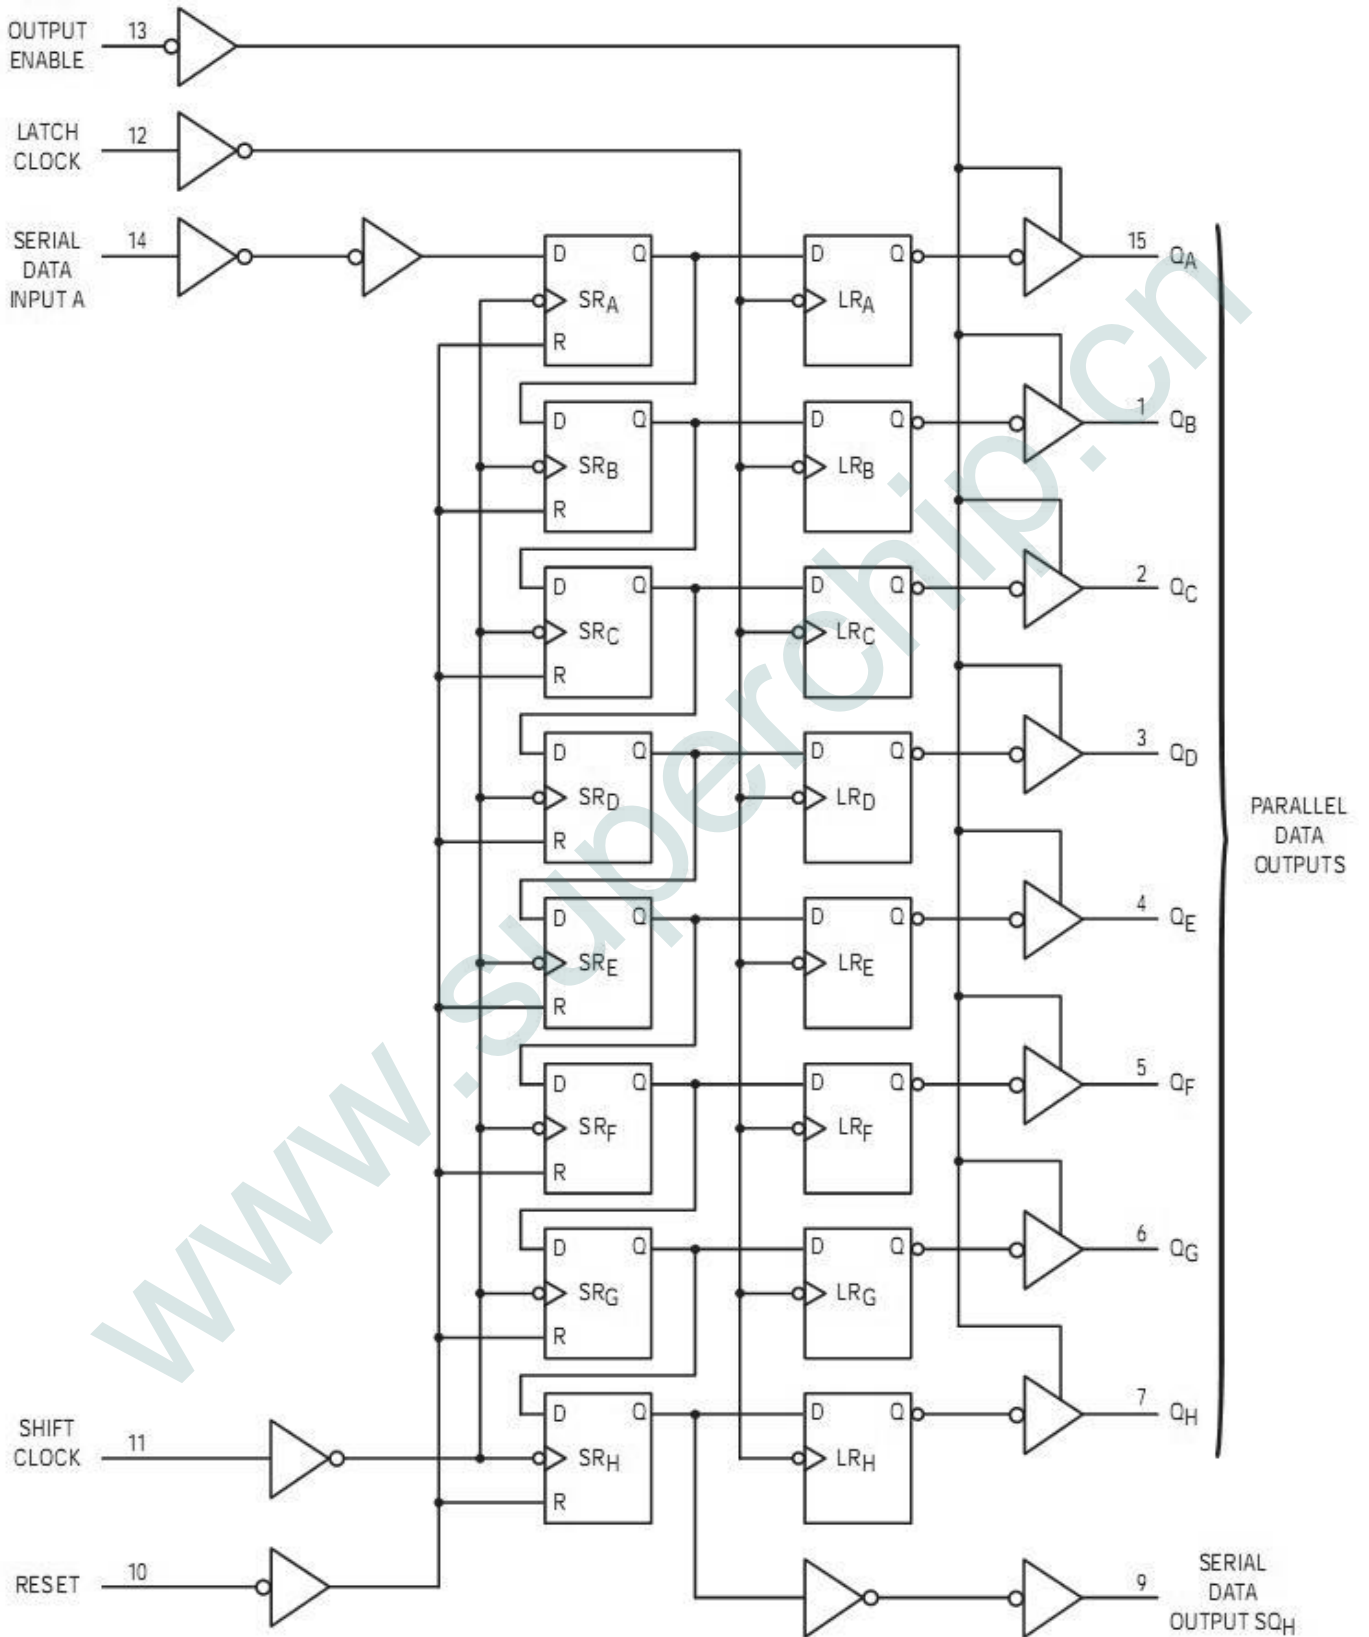 OUTPUT
ENABLE
13
LATCH
CLOCK
12
SERIAL
DATA
INPUT A
14
D Q
SRA
R
D Q
LRA
15 QA
D Q
SRB
R
D Q
LRB
1 QB
D Q
SRC
R
D Q
LRC
2 QC
D Q
SRD
R
D Q
LRD
3 QD
D Q
SRE
R
D Q
LRE
4 QE
D Q
SRF
R
D Q
LRF
5 QF
D Q
SRG
R
D Q
LRG
6 QG
D Q
SRH
R
D Q
LRH
7 QH
PARALLEL
DATA
OUTPUTS
SHIFT
CLOCK
11
RESET
10
9
SERIAL
DATA
OUTPUT SQH
www.superchip.cn